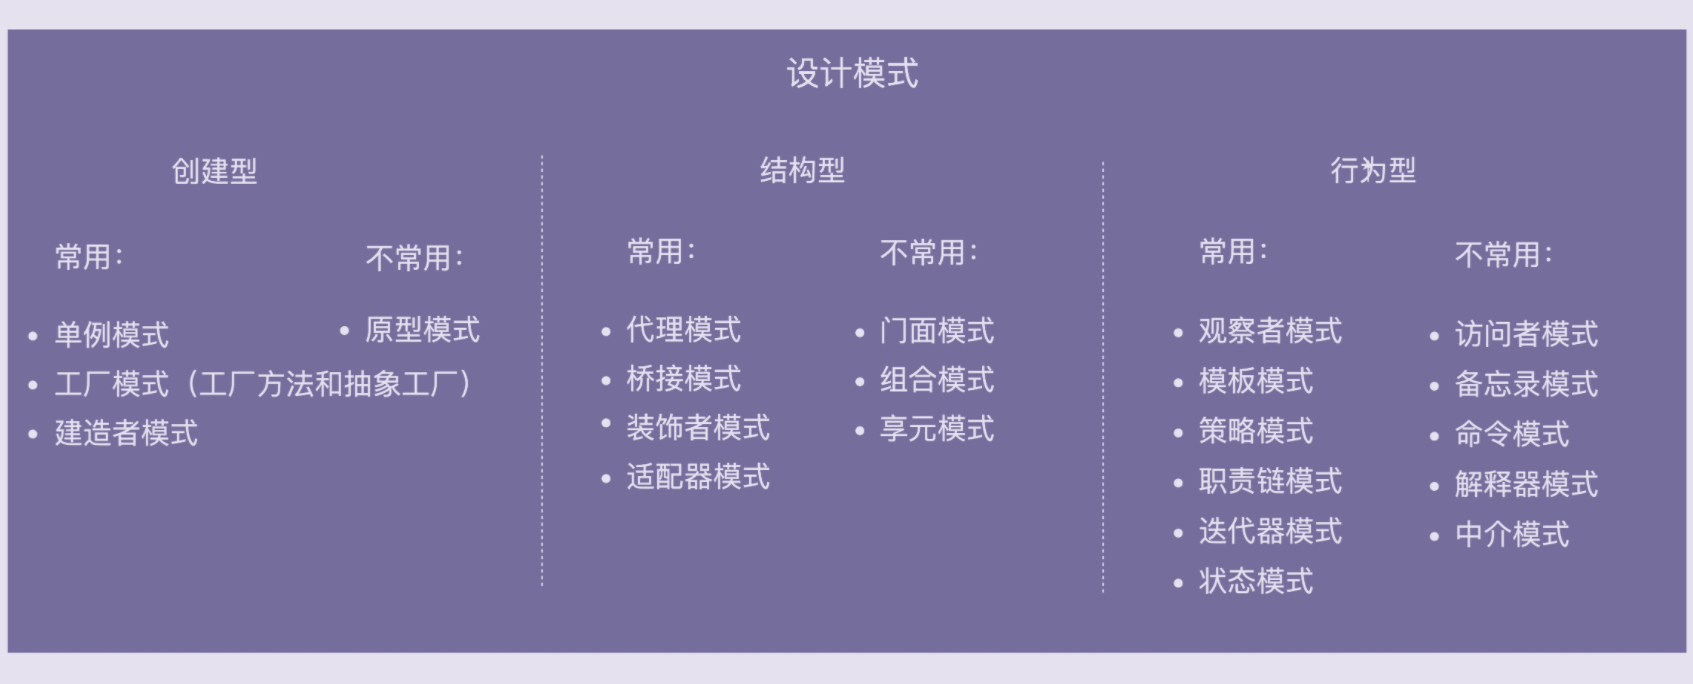 设计模式
创建型
常用：
单例模式
工厂模式（工厂方法和抽象工厂）
建造者模式
不常用：
原型模式
结构型
常用：
代理模式
桥接模式
装饰者模式
适配器模式
不常用：
门面模式
组合模式
享元模式
行为型
常用：
观察者模式
模板模式
策略模式
职责链模式
迭代器模式
状态模式
不常用：
访问者模式
备忘录模式
命令模式
解释器模式
中介模式